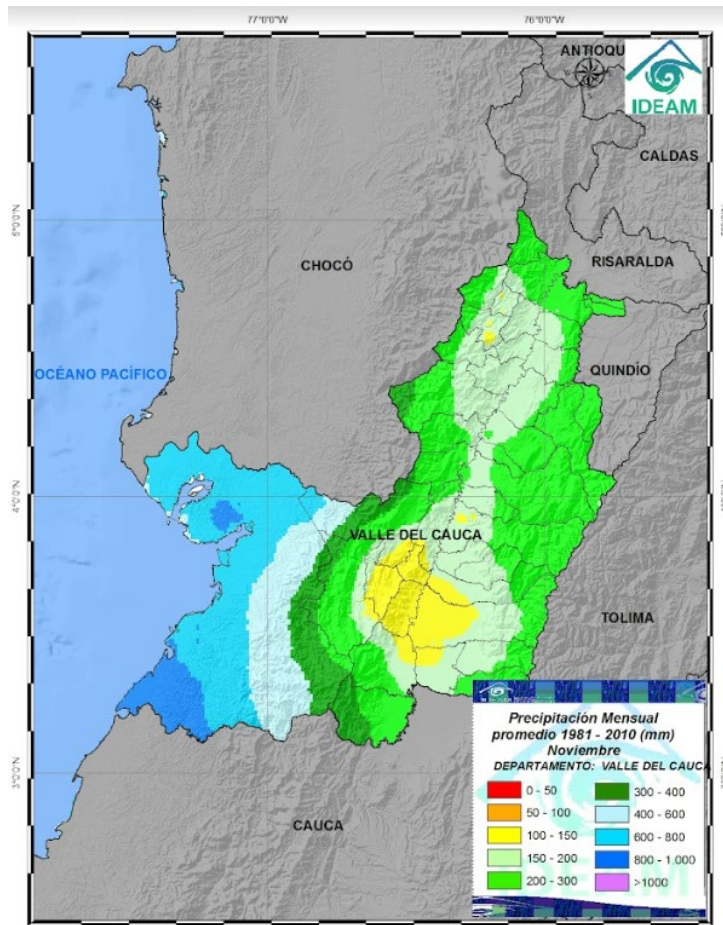 77°0'0"W
76°0'0"W
ANTIOQU
IDEAM
CALDAS
5°0'0"N
CHOCÓ
RISARALDA
OCÉANO PACÍFICO
QUINDÍO
4°0'0"N
VALLE DEL CAUCA
TOLIMA
3°0'0"N
CAUCA
Precipitación Mensual
promedio 1981 - 2010 (mm)
Noviembre
DEPARTAMENTO: VALLE DEL CAUCA
0 - 50
50 - 100
100 - 150
150 - 200
200 - 300
300 - 400
400 - 600
600 - 800
800 - 1.000
>1000
IDEAM